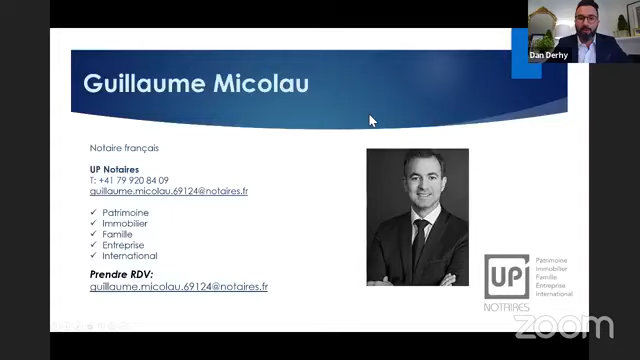 Dan Derhy
Guillaume Micolau
Notaire français
UP Notaires
T: +41 79 920 84 09
guillaume.micolau.69124@notaires.fr
✓ Patrimoine
✓ Immobilier
✓ Famille
✓ Entreprise
✓ International
Prendre RDV:
guillaume.micolau.69124@notaires.fr
UP
NOTAIRES
Patrimoine
Immobilier
Famille
Entreprise
International
zoom